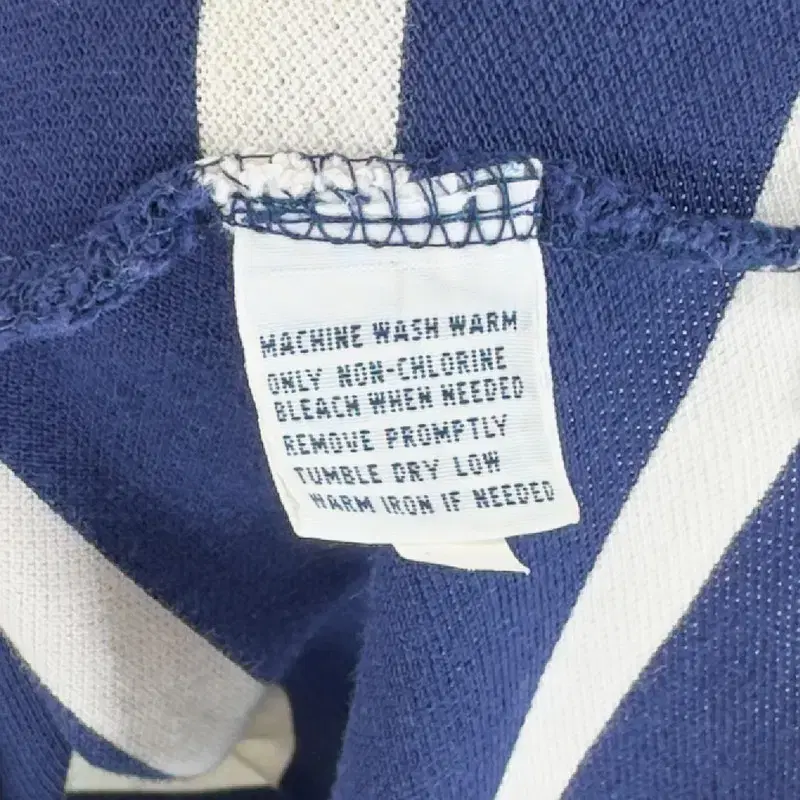 MACHINE WASH WARM
ONLY NON-CHLORINE
BLEACH WHEN NEEDED
REMOVE PROMPTLY
TUMBLE DRY LOW
WARM IRON IF NEEDED